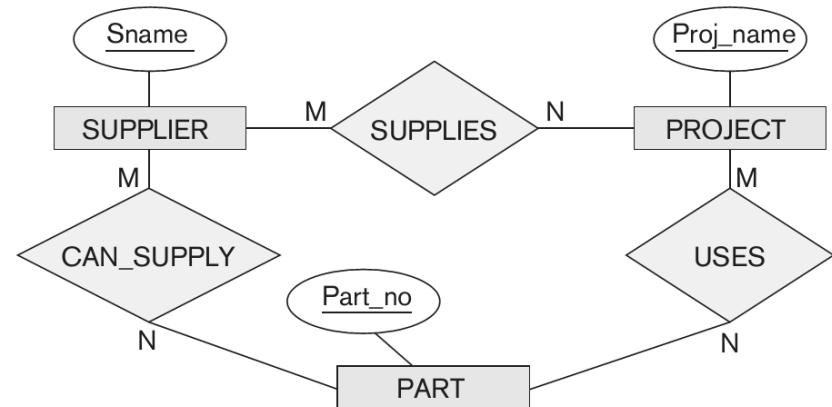 Sname
Proj_name
M
N
SUPPLIER
SUPPLIES
PROJECT
M
M
CAN_SUPPLY
USES
Part_no
N
N
PART